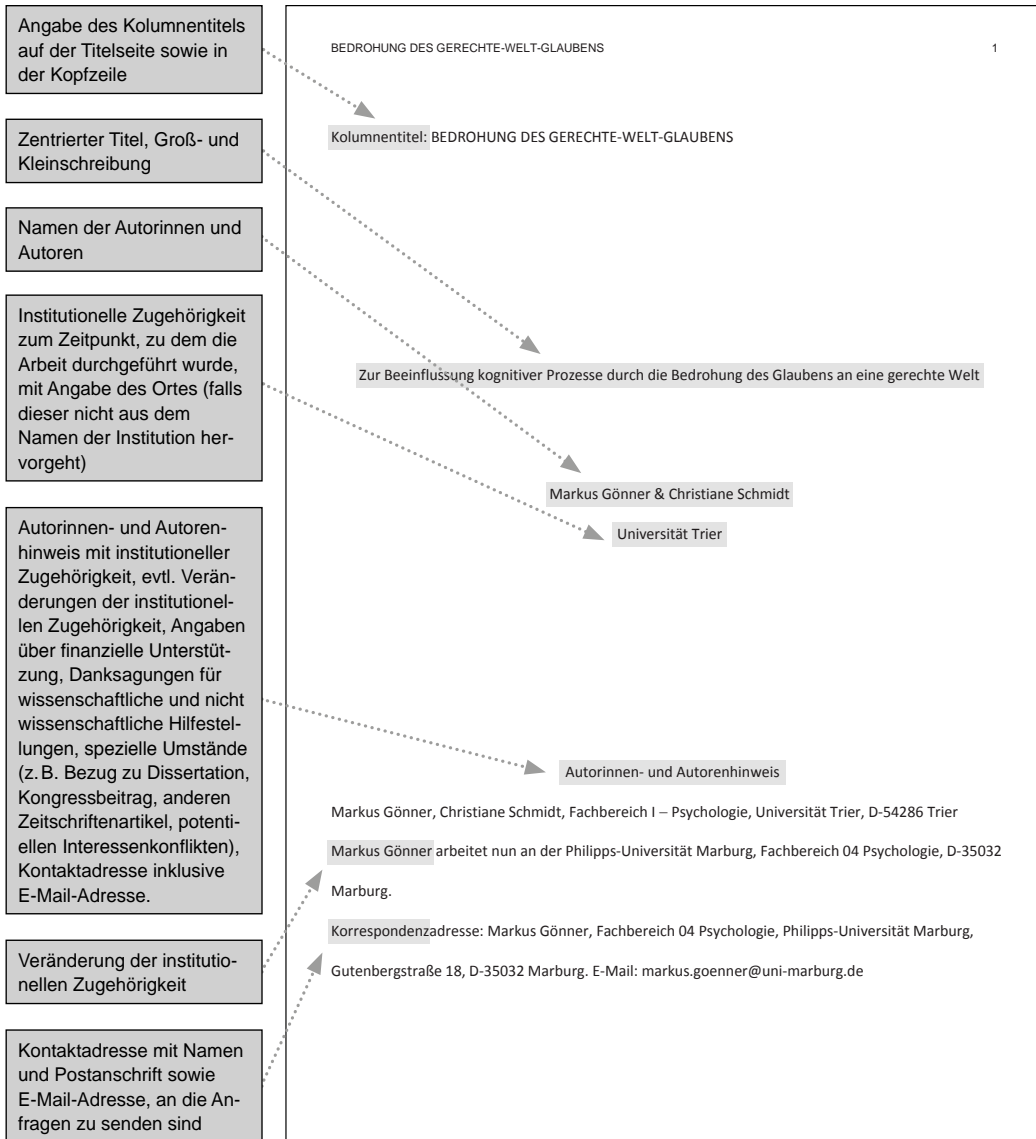 Angabe des Kolumnentitels
auf der Titelseite sowie in
der Kopfzeile
Zentrierter Titel, Groß- und
Kleinschreibung
Namen der Autorinnen und
Autoren
Institutionelle Zugehörigkeit
zum Zeitpunkt, zu dem die
Arbeit durchgeführt wurde,
mit Angabe des Ortes (falls
dieser nicht aus dem
Namen der Institution her-
vorgeht)
Autorinnen- und Autoren-
hinweis mit institutioneller
Zugehörigkeit, evtl. Verän-
derungen der institutionel-
len Zugehörigkeit, Angaben
über finanzielle Unterstüt-
zung, Danksagungen für
wissenschaftliche und nicht
wissenschaftliche Hilfestel-
lungen, spezielle Umstände
(z. B. Bezug zu Dissertation,
Kongressbeitrag, anderen
Zeitschriftenartikel, potenti-
ellen Interessenkonflikten),
Kontaktadresse inklusive
E-Mail-Adresse.
Veränderung der institutio-
nellen Zugehörigkeit
Kontaktadresse mit Namen
und Postanschrift sowie
E-Mail-Adresse, an die An-
fragen zu senden sind
BEDROHUNG DES GERECHTE-WELT-GLAUBENS 1
Kolumnentitel: BEDROHUNG DES GERECHTE-WELT-GLAUBENS
Zur Beeinflussung kognitiver Prozesse durch die Bedrohung des Glaubens an eine gerechte Welt
Markus Gönner & Christiane Schmidt
Universität Trier
Autorinnen- und Autorenhinweis
Markus Gönner, Christiane Schmidt, Fachbereich I – Psychologie, Universität Trier, D-54286 Trier
Markus Gönner arbeitet nun an der Philipps-Universität Marburg, Fachbereich 04 Psychologie, D-35032
Marburg.
Korrespondenzadresse: Markus Gönner, Fachbereich 04 Psychologie, Philipps-Universität Marburg,
Gutenbergstraße 18, D-35032 Marburg. E-Mail: markus.goenner@uni-marburg.de